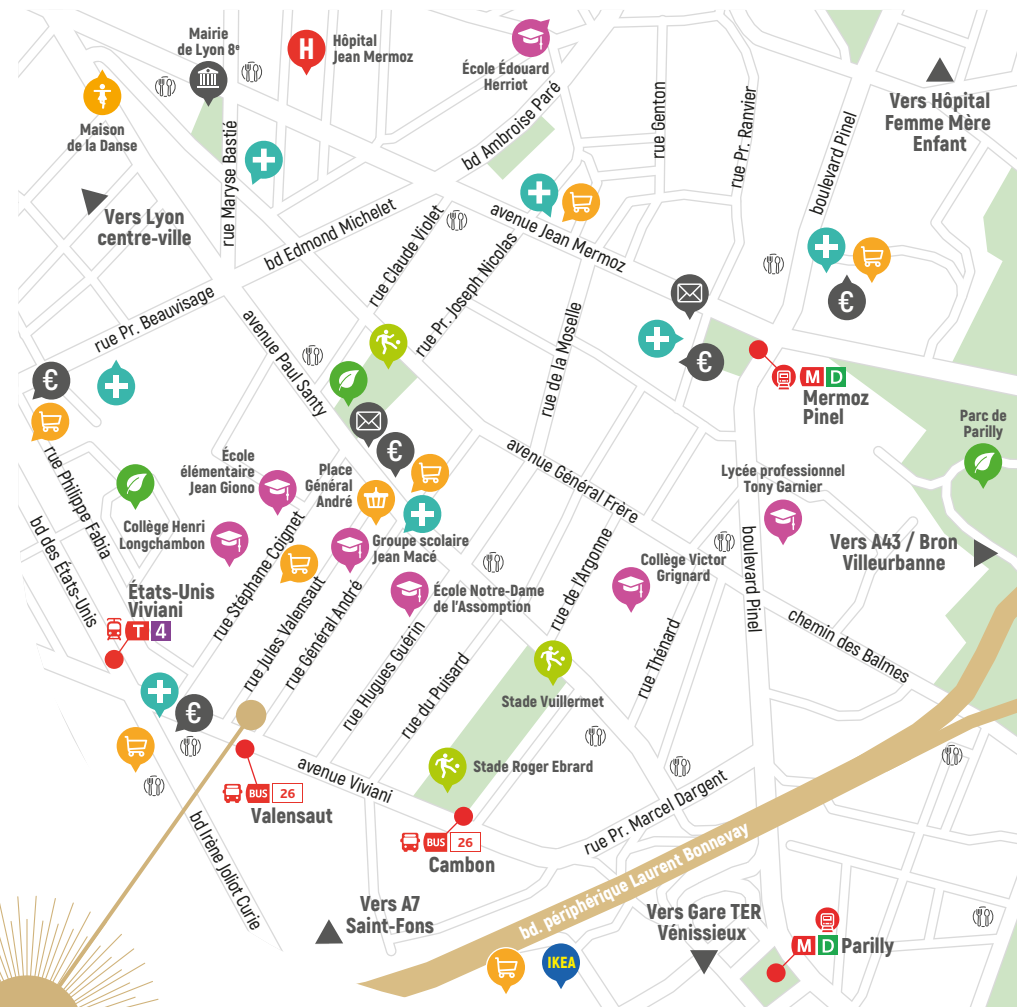 Mairie
de Lyon 8e
H
Hôpital
Jean Mermoz
École Édouard
Herriot
Maison
de la Danse
Vers Hôpital
Femme Mère
Enfant
Vers Lyon
centre-ville
rue Maryse Bastié
bd Ambroise Paré
rue Genton
rue Pr. Ranvier
boulevard Pinel
bd Edmond Michelet
rue Claude Violet
avenue Jean Mermoz
rue Pr. Joseph Nicolas
€
rue Pr. Beauvisage
avenue Paul Santy
rue de la Moselle
€
M D
Mermoz
Pinel
€
Parc de
Parilly
rue Philippe Fabia
École
élémentaire
Jean Giono
Place
Général
André
€
avenue Général Frère
Lycée professionnel
Tony Garnier
Collège Henri
Longchambon
Groupe scolaire
Jean Macé
École Notre-Dame
de l'Assomption
Collège Victor
Grignard
Vers A43 / Bron
Villeurbanne
bd des États-Unis
États-Unis
Viviani
T 4
rue Stéphane Coignet
rue Jules Valensaut
rue Général André
rue Hugues Guérin
rue du Puisard
rue de l'Argonne
rue Thénard
boulevard Pinel
chemin des Balmes
Stade Vuillermet
€
avenue Viviani
Stade Roger Ebrard
BUS 26
Valensaut
BUS 26
Cambon
rue Pr. Marcel Dargent
bd Irène Joliot Curie
bd. périphérique Laurent Bonnevay
Vers A7
Saint-Fons
Vers Gare TER
Vénissieux
M D Parilly
IKEA